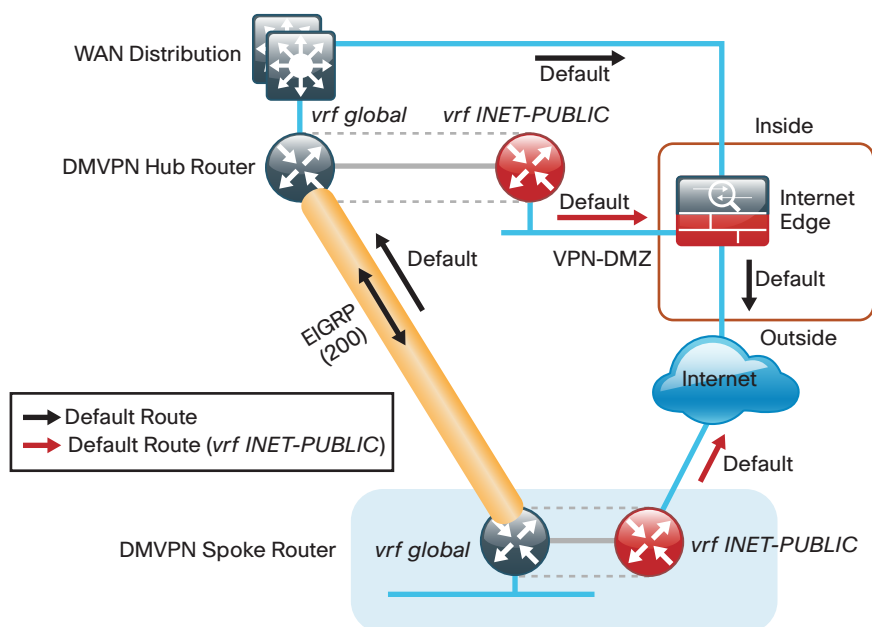 WAN Distribution
Default
vrf global
vrf INET-PUBLIC
Inside
DMVPN Hub Router
Default
Internet
Edge
VPN-DMZ
Default
Default
EIGRP
(200)
Outside
Internet
Default Route
Default Route (vrf INET-PUBLIC)
Default
DMVPN Spoke Router
vrf global
vrf INET-PUBLIC